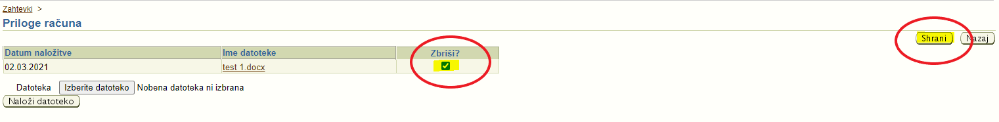 Zahtevki >
Priloge računa
Shrani Nazaj
Datum naložitve Ime datoteke Zbriši?
02.03.2021 test 1.docx
Datoteka Izberite datoteko Nobena datoteka ni izbrana
Naloži datoteko